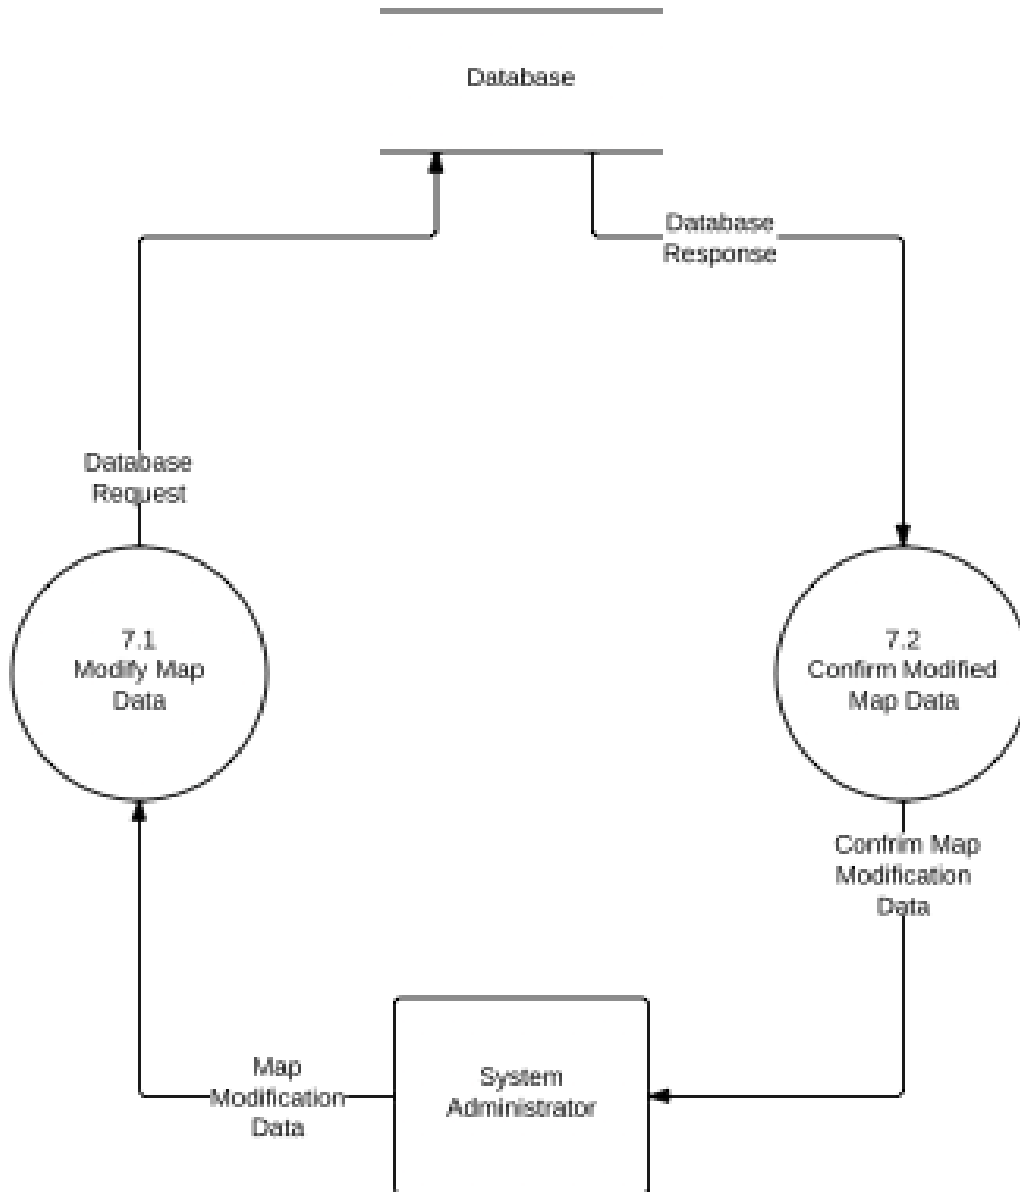 Database
Database
Response
Database
Request
7.1
Modify Map
Data
7.2
Confirm Modified
Map Data
Confrim Map
Modification
Data
Map
Modification
Data
System
Administrator